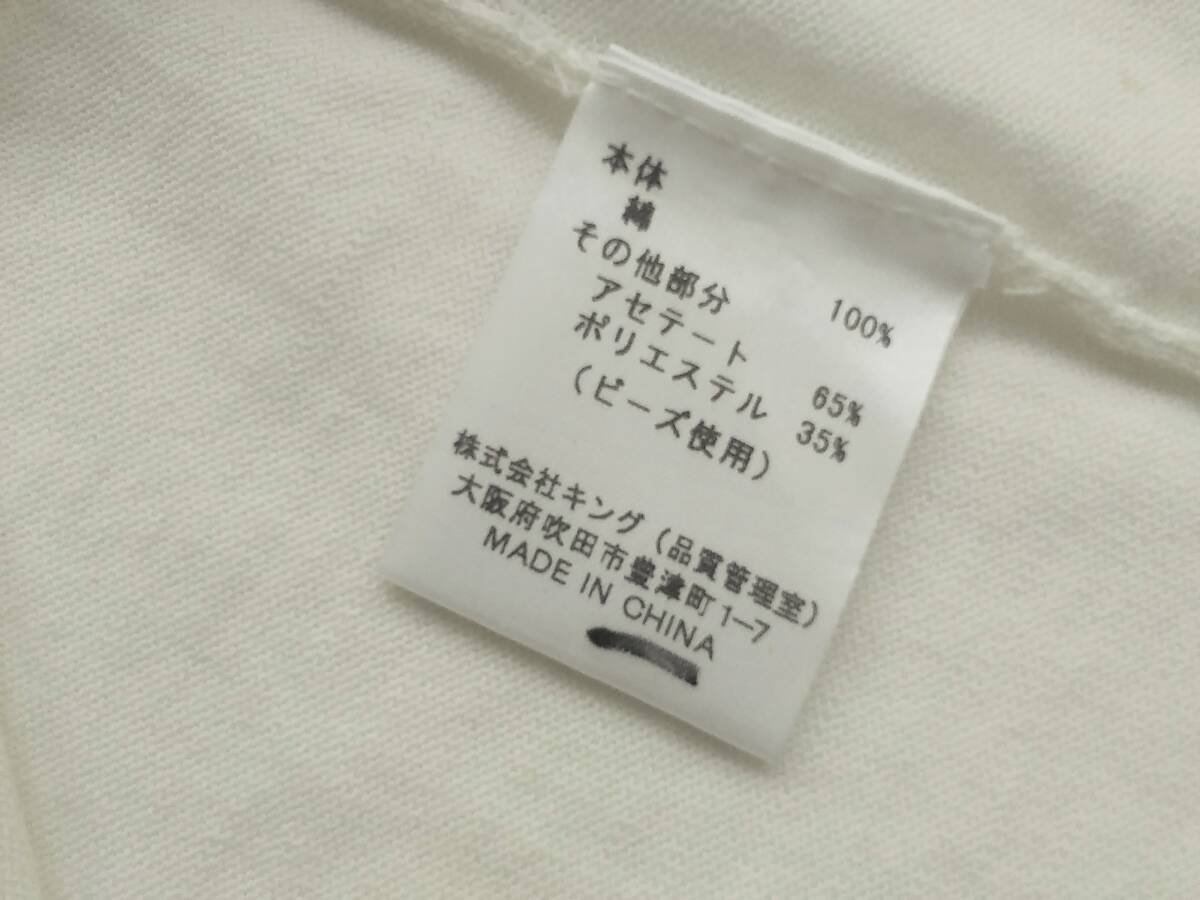 本体
綿 100%
その他部分
アセテート 65%
ポリエステル 35%
(ビーズ使用)
株式会社キング(品質管理室)
大阪府吹田市豊津町1-7
MADE IN CHINA